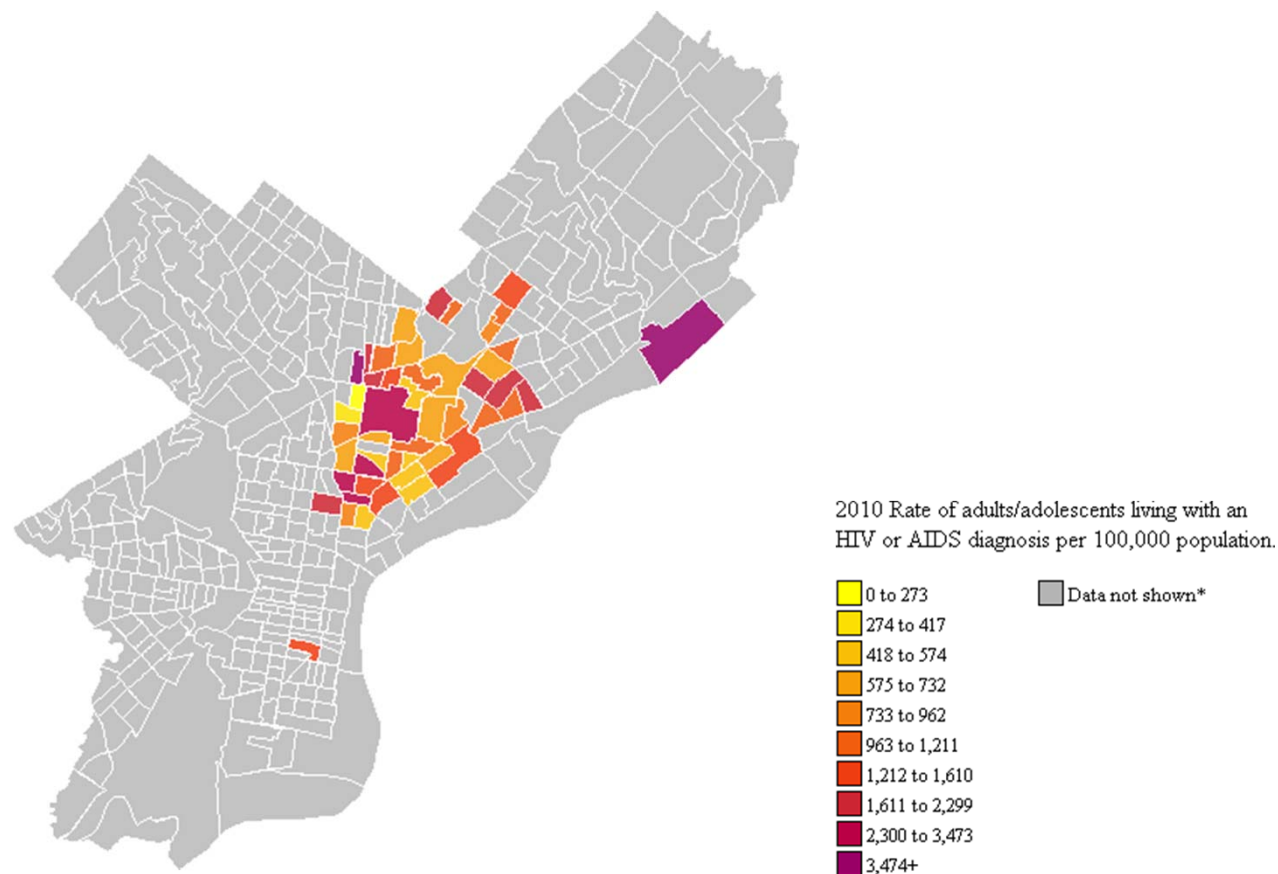 2010 Rate of adults/adolescents living with an
HIV or AIDS diagnosis per 100,000 population.
0 to 273
Data not shown*
274 to 417
418 to 574
575 to 732
733 to 962
963 to 1,211
1,212 to 1,610
1,611 to 2,299
2,300 to 3,473
3,474+